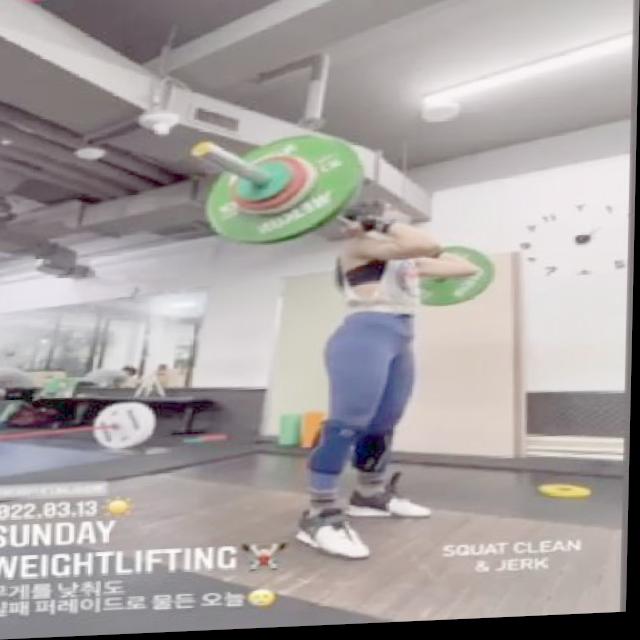 022.03.13 ☀️
SUNDAY
WEIGHTLIFTING
게를 낮춰도
패 퍼레이드로 물든 오늘
SQUAT CLEAN
& JERK